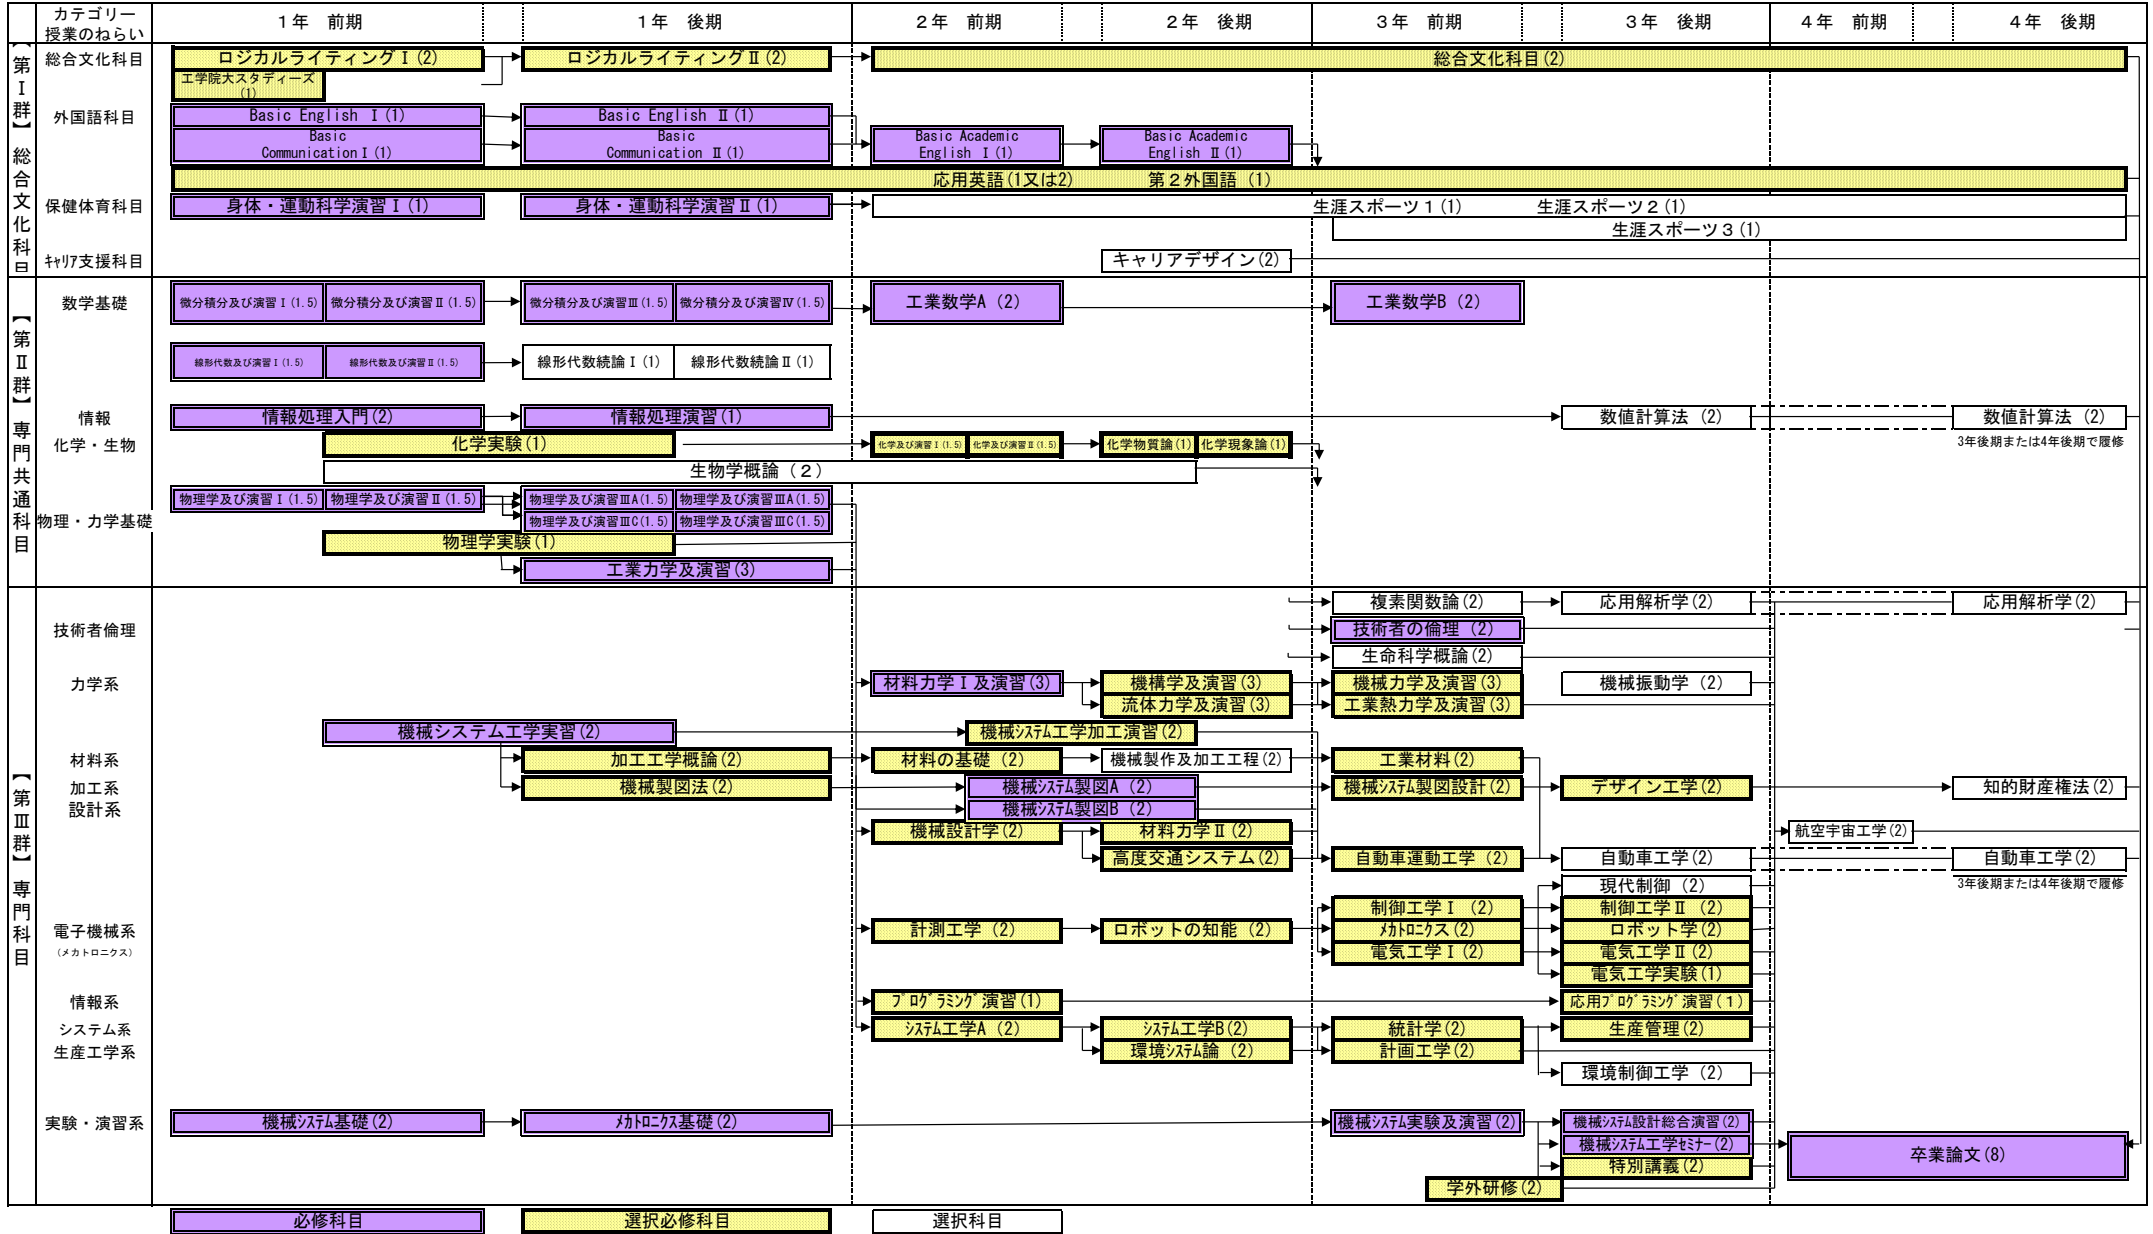 カテゴリー
授業のねらい
１年　前期
１年　後期
２年　前期
２年　後期
３年　前期
３年　後期
４年　前期
４年　後期
【第Ⅰ群】総合文化科目
総合文化科目
ロジカルライティングⅠ(2)
ロジカルライティングⅡ(2)
総合文化科目(2)
工学院大スタディーズ
(1)
外国語科目
Basic English Ⅰ(1)
Basic English Ⅱ(1)
Basic
CommunicationⅠ(1)
Basic
Communication Ⅱ(1)
Basic Academic
English Ⅰ(1)
Basic Academic
English Ⅱ(1)
応用英語(1又は2)
第２外国語 (1)
保健体育科目
身体・運動科学演習Ⅰ(1)
身体・運動科学演習Ⅱ(1)
生涯スポーツ１(1)
生涯スポーツ２(1)
生涯スポーツ３(1)
ｷｬﾘｱ支援科目
キャリアデザイン(2)
【第Ⅱ群】専門共通科目
数学基礎
微分積分及び演習Ⅰ(1.5)
微分積分及び演習Ⅱ(1.5)
微分積分及び演習Ⅲ(1.5)
微分積分及び演習Ⅳ(1.5)
工業数学A (2)
工業数学B (2)
線形代数及び演習Ⅰ(1.5)
線形代数及び演習Ⅱ(1.5)
線形代数続論Ⅰ(1)
線形代数続論Ⅱ(1)
情報
情報処理入門(2)
情報処理演習(1)
数値計算法 (2)
数値計算法 (2)
化学・生物
化学実験(1)
化学及び演習Ⅰ(1.5)
化学及び演習Ⅱ(1.5)
化学物質論(1)
化学現象論(1)
3年後期または4年後期で履修
生物学概論（２）
物理・力学基礎
物理学及び演習Ⅰ(1.5)
物理学及び演習Ⅱ(1.5)
物理学及び演習ⅢA(1.5)
物理学及び演習ⅢA(1.5)
物理学及び演習ⅢC(1.5)
物理学及び演習ⅢC(1.5)
物理学実験(1)
工業力学及演習(3)
【第Ⅲ群】専門科目
複素関数論(2)
応用解析学(2)
応用解析学(2)
技術者倫理
技術者の倫理 (2)
生命科学概論(2)
力学系
材料力学Ⅰ及演習(3)
機構学及演習(3)
機械力学及演習(3)
機械振動学 (2)
流体力学及演習(3)
工業熱力学及演習(3)
機械システム工学実習(2)
機械ｼｽﾃﾑ工学加工演習(2)
材料系
加工工学概論(2)
材料の基礎 (2)
機械製作及加工工程(2)
工業材料(2)
加工系
機械製図法(2)
機械ｼｽﾃﾑ製図A (2)
機械ｼｽﾃﾑ製図設計(2)
デザイン工学(2)
知的財産権法(2)
設計系
機械ｼｽﾃﾑ製図B (2)
機械設計学(2)
材料力学Ⅱ(2)
航空宇宙工学(2)
高度交通システム(2)
自動車運動工学 (2)
自動車工学(2)
自動車工学(2)
3年後期または4年後期で履修
現代制御 (2)
制御工学Ⅰ (2)
制御工学Ⅱ (2)
電子機械系
(メカトロニクス)
計測工学 (2)
ロボットの知能 (2)
ﾒｶﾄﾛﾆｸｽ(2)
ロボット学(2)
電気工学Ⅰ(2)
電気工学Ⅱ(2)
電気工学実験(1)
情報系
ﾌﾟﾛｸﾞﾗﾐﾝｸﾞ演習(1)
応用ﾌﾟﾛｸﾞﾗﾐﾝｸﾞ演習(１)
システム系
ｼｽﾃﾑ工学A (2)
ｼｽﾃﾑ工学B(2)
統計学(2)
生産管理(2)
生産工学系
環境ｼｽﾃﾑ論 (2)
計画工学(2)
環境制御工学 (2)
実験・演習系
機械ｼｽﾃﾑ基礎(2)
ﾒｶﾄﾛﾆｸｽ基礎(2)
機械ｼｽﾃﾑ実験及演習(2)
機械ｼｽﾃﾑ設計総合演習(2)
機械ｼｽﾃﾑ工学ｾﾐﾅｰ(2)
卒業論文(8)
特別講義(2)
学外研修(2)
必修科目
選択必修科目
選択科目